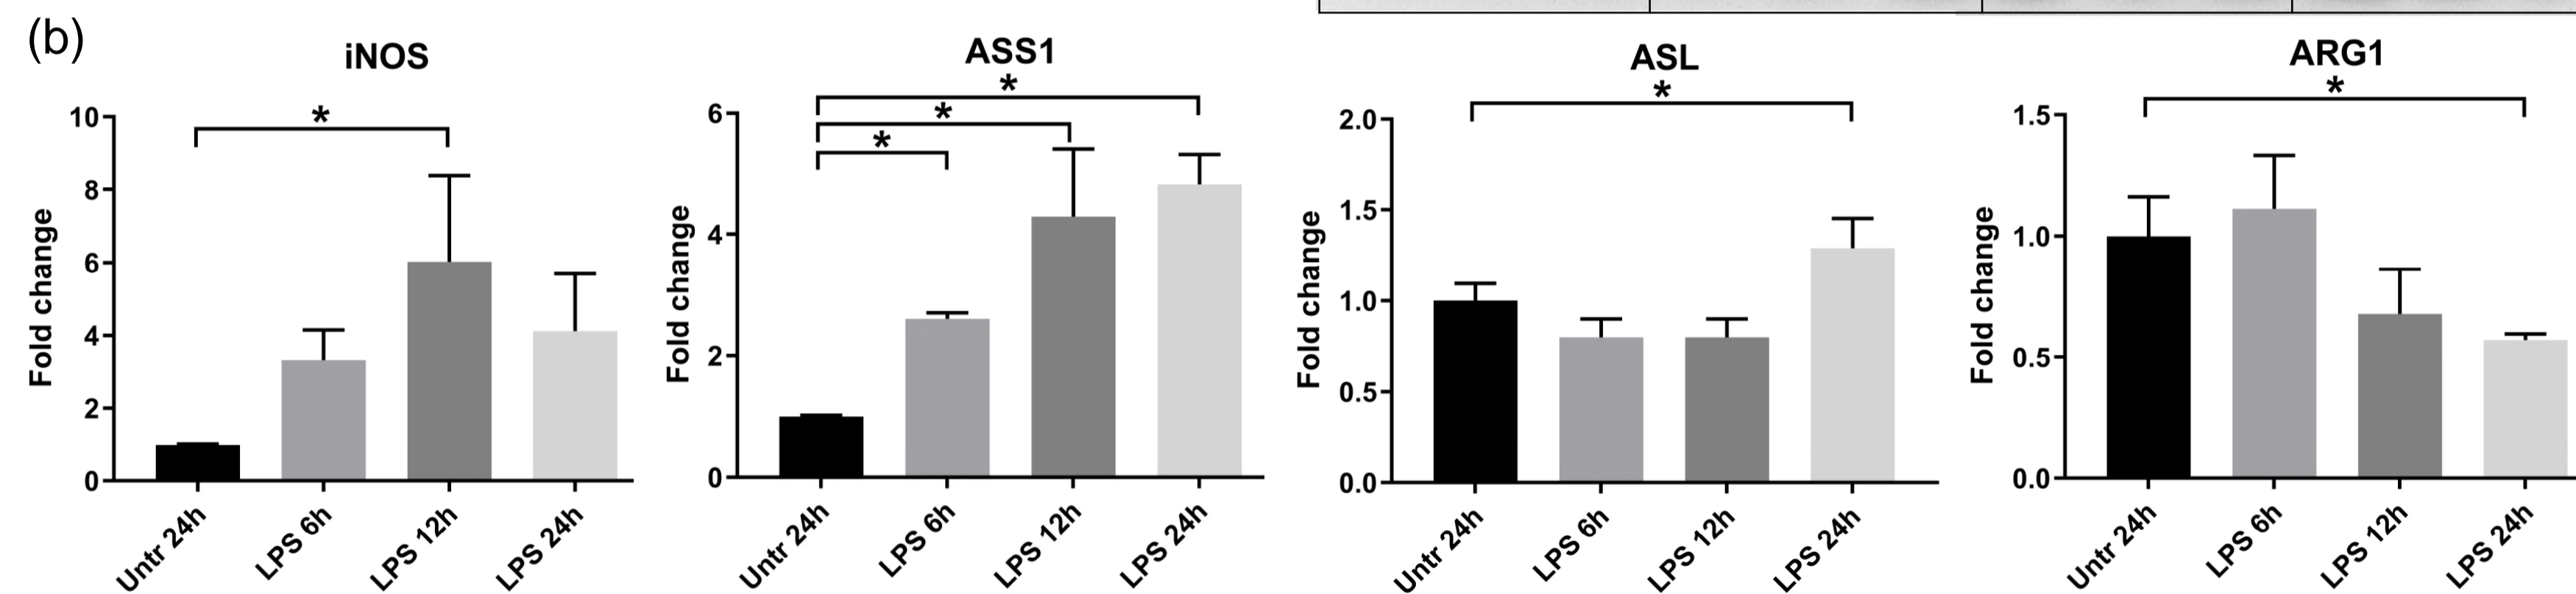 (b)
iNOS
*
Fold change
10
8
6
4
2
0
Untr 24h
LPS 6h
LPS 12h
LPS 24h
ASS1
*
*
*
Fold change
6
4
2
0
Untr 24h
LPS 6h
LPS 12h
LPS 24h
ASL
*
Fold change
2.0
1.5
1.0
0.5
0.0
Untr 24h
LPS 6h
LPS 12h
LPS 24h
ARG1
*
Fold change
1.5
1.0
0.5
0.0
Untr 24h
LPS 6h
LPS 12h
LPS 24h